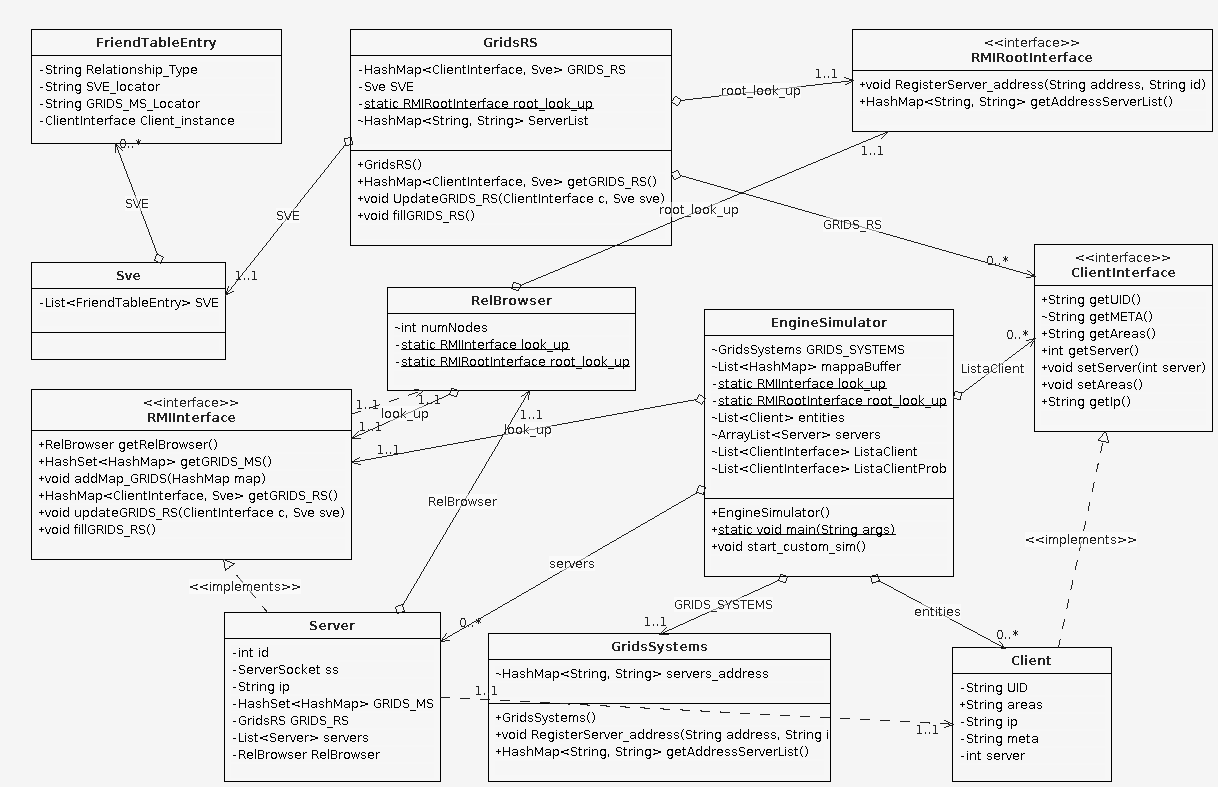 FriendTableEntry
-String Relationship_Type
-String SVE_locator
-String GRIDS_MS_Locator
-ClientInterface Client_instance
GridsRS
-HashMap<ClientInterface, Sve> GRIDS_RS
-Sve SVE
-static RMIRootInterface root_look_up
~HashMap<String, String> ServerList
+GridsRS()
+HashMap<ClientInterface, Sve> getGRIDS_RS()
+void UpdateGRIDS_RS(ClientInterface c, Sve sve)
+void fillGRIDS_RS()
<<interface>>
RMIRootInterface
+void RegisterServer_address(String address, String id)
+HashMap<String, String> getAddressServerList()
1..1
root_look_up
0..*
1..1
SVE
SVE
root_look_up
GRIDS_RS
0..*
1..1
Sve
-List<FriendTableEntry> SVE
<<interface>>
ClientInterface
+String getUID()
~String getMETA()
+String getAreas()
+int getServer()
+void setServer(int server)
+void setAreas()
+String getIp()
RelBrowser
~int numNodes
-static RMIInterface look_up
-static RMIRootInterface root_look_up
EngineSimulator
~GridsSystems GRIDS_SYSTEMS
~List<HashMap> mappaBuffer
-static RMIInterface look_up
-static RMIRootInterface root_look_up
~List<Client> entities
~ArrayList<Server> servers
~List<ClientInterface> ListaClient
~List<ClientInterface> ListaClientProb
+EngineSimulator()
+static void main(String args)
+void start_custom_sim()
0..*
ListaClient
<<interface>>
RMIInterface
+RelBrowser getRelBrowser()
+HashSet<HashMap> getGRIDS_MS()
+void addMap_GRIDS(HashMap map)
+HashMap<ClientInterface, Sve> getGRIDS_RS()
+void updateGRIDS_RS(ClientInterface c, Sve sve)
+void fillGRIDS_RS()
1..1
1..1
look_up
1..1
1..1
look_up
1..1
RelBrowser
<<implements>>
<<implements>>
servers
0..*
GRIDS_SYSTEMS
1..1
entities
0..*
Server
-int id
-ServerSocket ss
-String ip
-HashSet<HashMap> GRIDS_MS
-GridsRS GRIDS_RS
-List<Server> servers
-RelBrowser RelBrowser
GridsSystems
~HashMap<String, String> servers_address
+GridsSystems()
+void RegisterServer_address(String address, String i
+HashMap<String, String> getAddressServerList()
1..1
1..1
Client
-String UID
+String areas
-String ip
-String meta
-int server